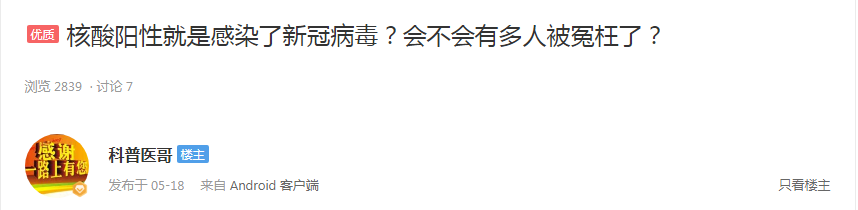 优质 核酸阳性就是感染了新冠病毒？会不会有多人被冤枉了？
浏览 2839 · 讨论 7
感谢
一路上有您
科普医哥 楼主
发布于 05-18 来自 Android 客户端 只看楼主